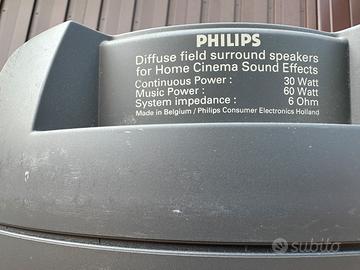 PHILIPS
Diffuse field surround speakers
for Home Cinema Sound Effects
Continuous Power : 30 Watt
Music Power : 60 Watt
System impedance : 6 Ohm
Made in Belgium / Philips Consumer Electronics Holland
subito